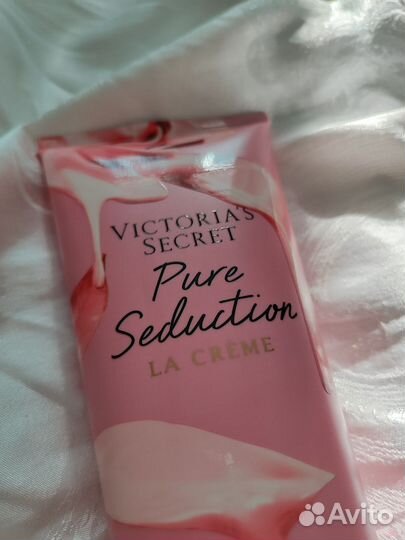 VICTORIA'S
SECRET
Pure
Seduction
LA CRÈME
Avito